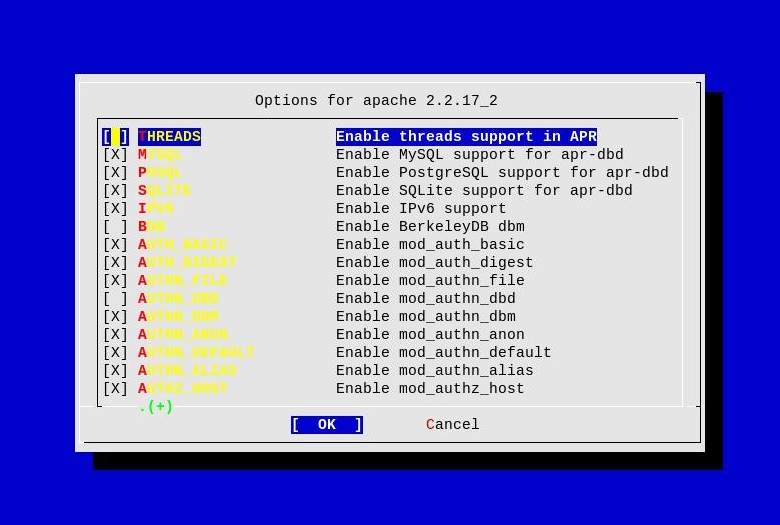 Options for apache 2.2.17_2
[ ] THREADS Enable threads support in APR
[X] MYSQL Enable MySQL support for apr-dbd
[X] PGSQL Enable PostgreSQL support for apr-dbd
[X] SQLITE Enable SQLite support for apr-dbd
[X] IPV6 Enable IPv6 support
[ ] BDB Enable BerkeleyDB dbm
[X] AUTH_BASIC Enable mod_auth_basic
[X] AUTH_DIGEST Enable mod_auth_digest
[X] AUTHN_FILE Enable mod_authn_file
[ ] AUTHN_DBD Enable mod_authn_dbd
[X] AUTHN_DBM Enable mod_authn_dbm
[X] AUTHN_ANON Enable mod_authn_anon
[X] AUTHN_DEFAULT Enable mod_authn_default
[X] AUTHN_ALIAS Enable mod_authn_alias
[X] AUTHZ_HOST Enable mod_authz_host
.(+)
[ OK ] Cancel